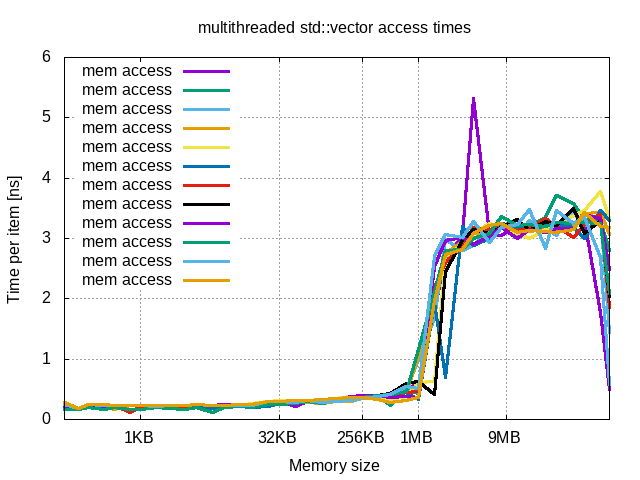 multithreaded std::vector access times
6
5
4
3
2
1
0
Time per item [ns]
mem access
mem access
mem access
mem access
mem access
mem access
mem access
mem access
mem access
mem access
mem access
mem access
1KB 32KB 256KB 1MB 9MB
Memory size